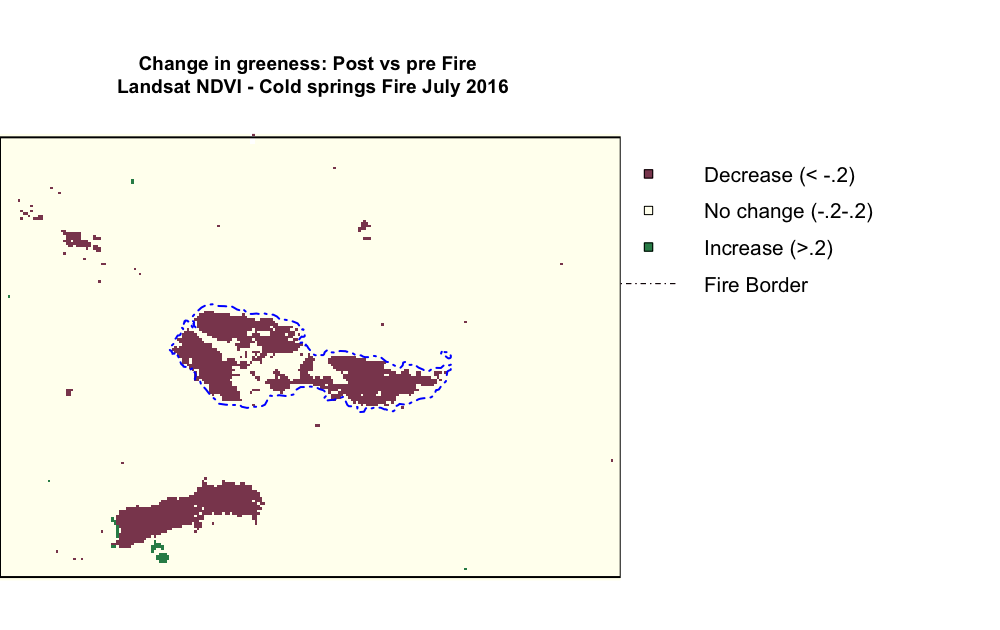 Change in greeness: Post vs pre Fire
Landsat NDVI - Cold springs Fire July 2016
Decrease (< -.2)
No change (-.2-.2)
Increase (>.2)
Fire Border